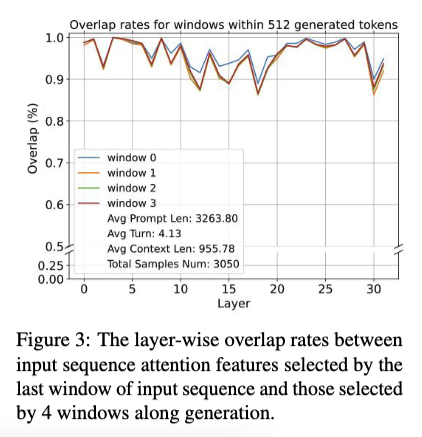 Overlap rates for windows within 512 generated tokens
1.0
0.9
0.8
0.7
0.6
0.5
0.25
0.00
Overlap (%)
window 0
window 1
window 2
window 3
Avg Prompt Len: 3263.80
Avg Turn: 4.13
Avg Context Len: 955.78
Total Samples Num: 3050
0 5 10 15 20 25 30
Layer
Figure 3: The layer-wise overlap rates between
input sequence attention features selected by the
last window of input sequence and those selected
by 4 windows along generation.